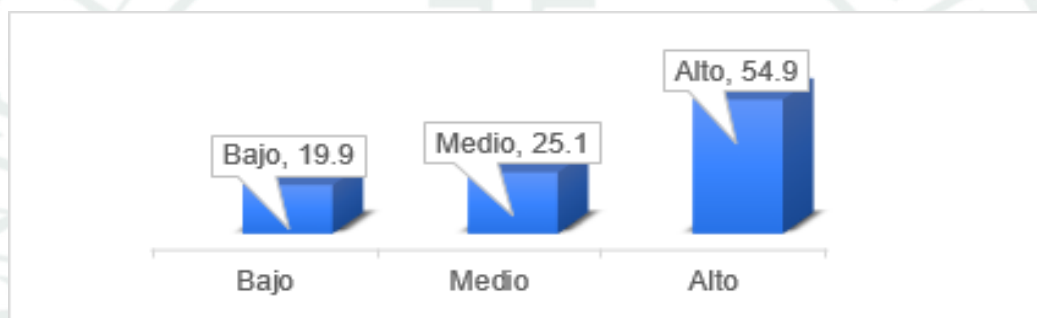 Alto, 54.9
Medio, 25.1
Bajo, 19.9
Bajo
Medio
Alto